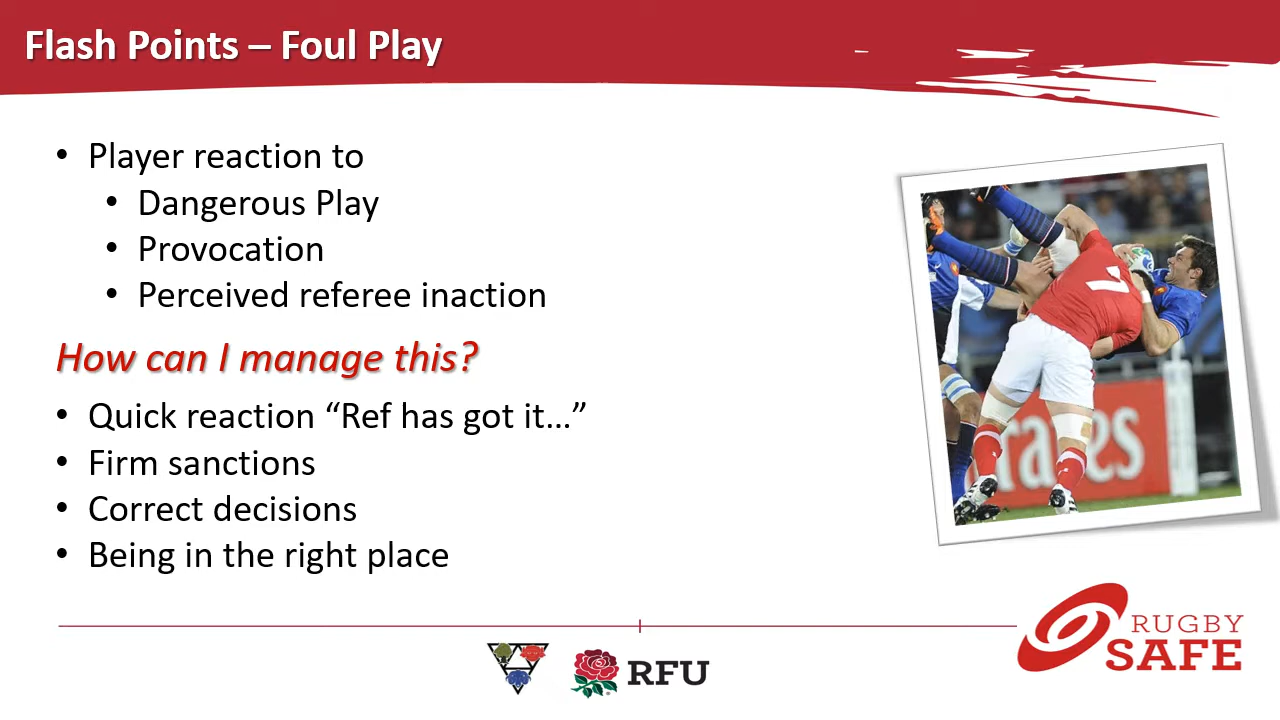 Flash Points – Foul Play
• Player reaction to
• Dangerous Play
• Provocation
• Perceived referee inaction
How can I manage this?
• Quick reaction “Ref has got it…”
• Firm sanctions
• Correct decisions
• Being in the right place
7
RFU
RUGBY
SAFE